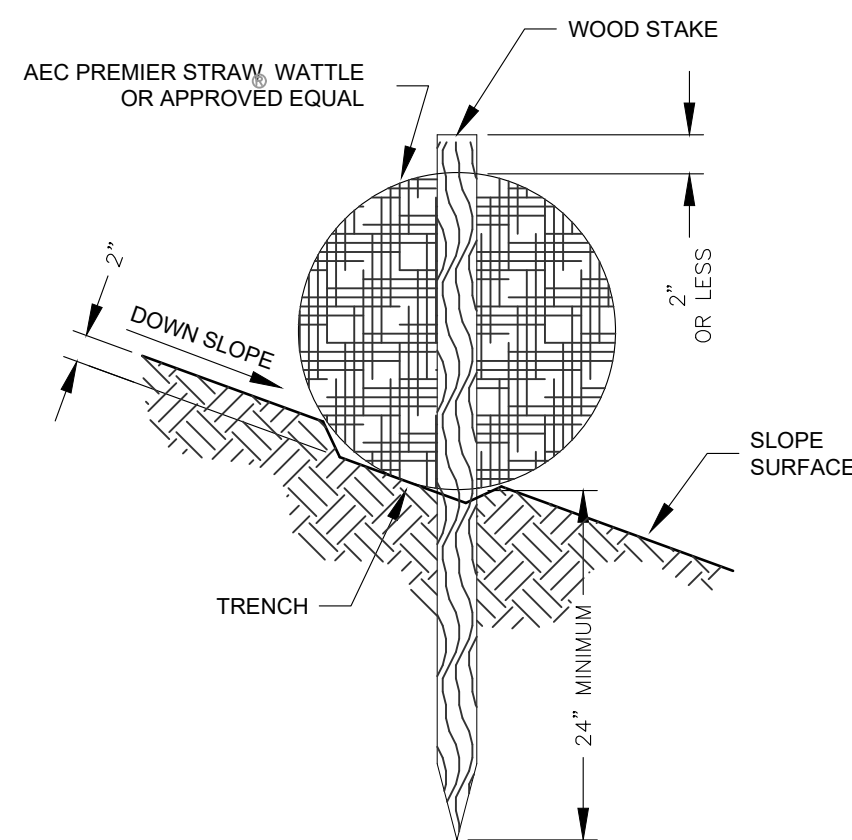 WOOD STAKE
AEC PREMIER STRAW® WATTLE
OR APPROVED EQUAL
2”
OR LESS
2”
DOWN SLOPE
SLOPE
SURFACE
TRENCH
24” MINIMUM